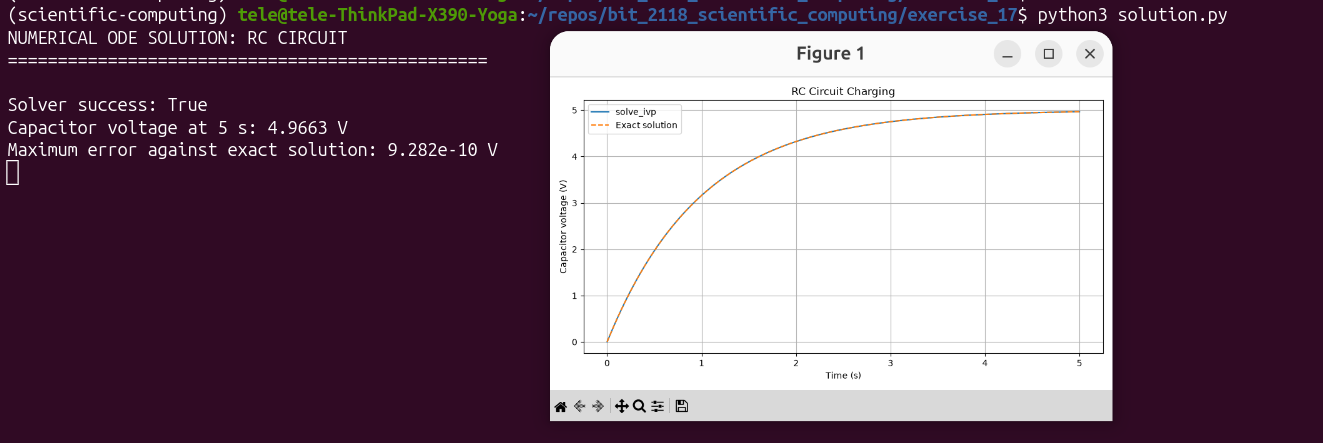 (scientific-computing) tele@tele-ThinkPad-X390-Yoga:~/repos/bit_2118_scientific_computing/exercise_17$ python3 solution.py
NUMERICAL ODE SOLUTION: RC CIRCUIT
================================================
Solver success: True
Capacitor voltage at 5 s: 4.9663 V
Maximum error against exact solution: 9.282e-10 V
Figure 1
RC Circuit Charging
solve_ivp
Exact solution
Capacitor voltage (V)
5
4
3
2
1
0
0 1 2 3 4 5
Time (s)